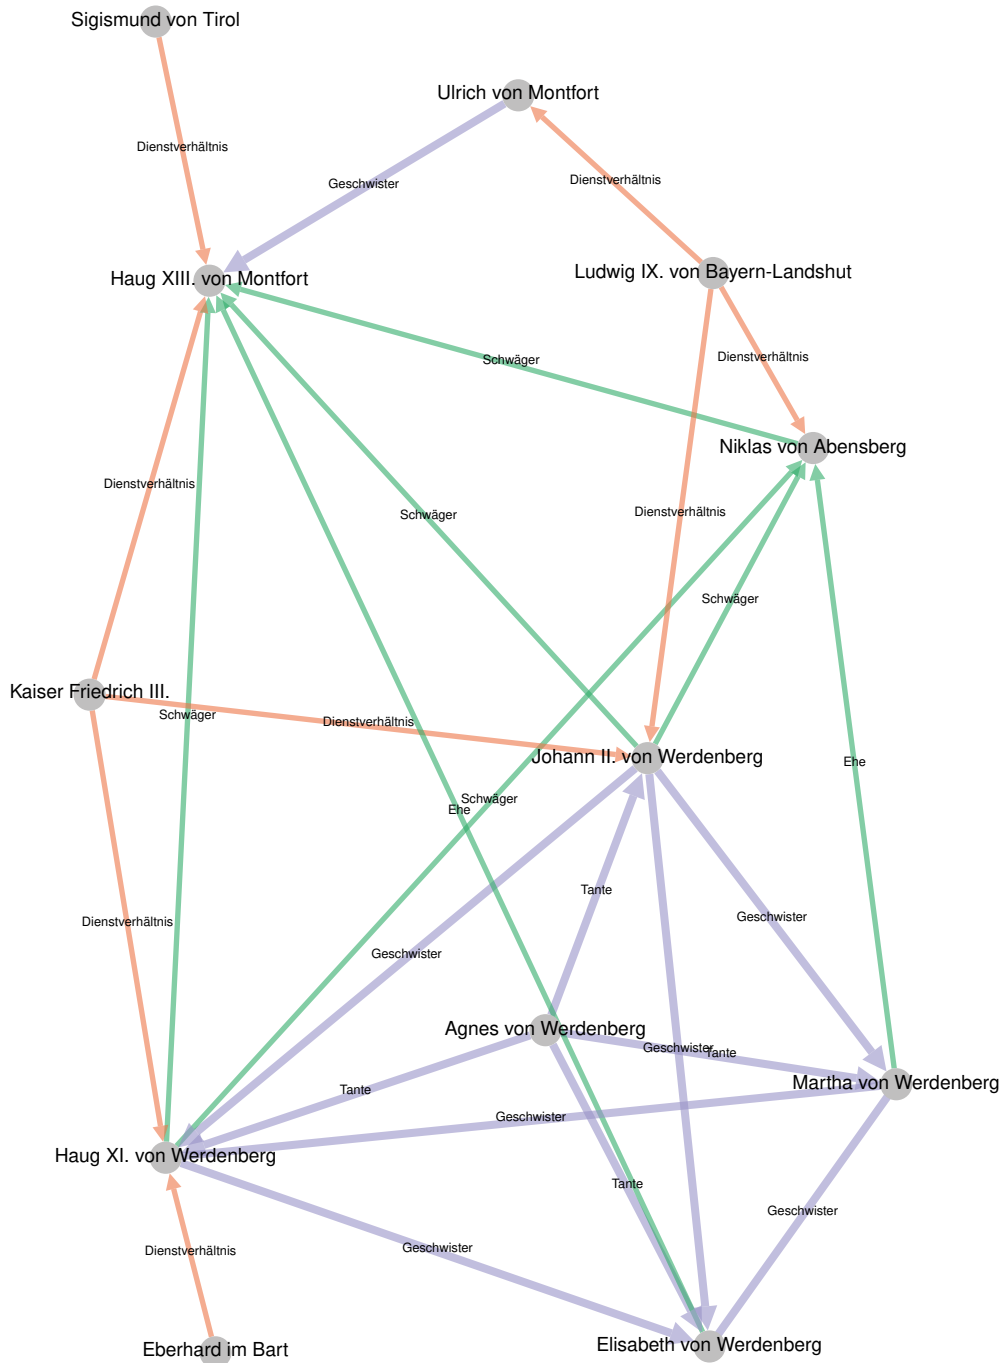 Sigismund von Tirol
Ulrich von Montfort
Dienstverhältnis
Geschwister
Dienstverhältnis
Haug XIII. von Montfort
Ludwig IX. von Bayern-Landshut
Schwäger
Dienstverhältnis
Niklas von Abensberg
Dienstverhältnis
Schwäger
Dienstverhältnis
Schwäger
Kaiser Friedrich III.
Schwäger
Dienstverhältnis
Johann II. von Werdenberg
Ehe
Schwäger
Ehe
Tante
Geschwister
Dienstverhältnis
Geschwister
Agnes von Werdenberg
Geschwister
Tante
Martha von Werdenberg
Tante
Geschwister
Haug XI. von Werdenberg
Tante
Geschwister
Geschwister
Dienstverhältnis
Elisabeth von Werdenberg
Eberhard im Bart